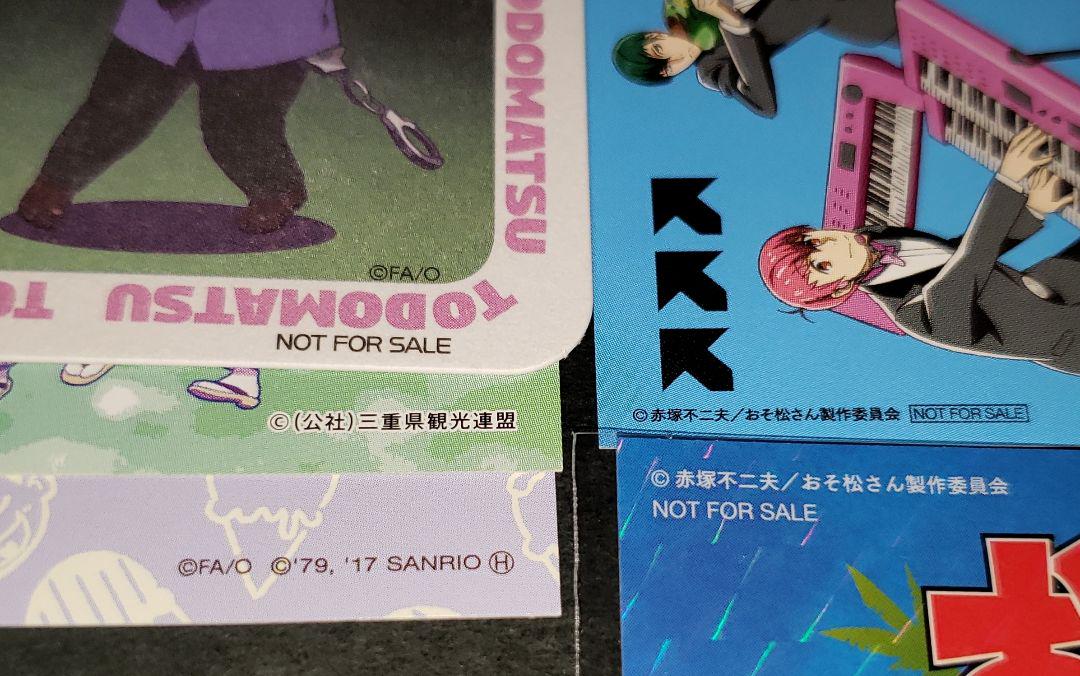 TODOMATSU
©FA/O
TODOMATSU
NOT FOR SALE
©(公社)三重県観光連盟
©FA/O ©'79, '17 SANRIO Ⓗ
©赤塚不二夫／おそ松さん製作委員会 NOT FOR SALE
© 赤塚不二夫／おそ松さん製作委員会
NOT FOR SALE